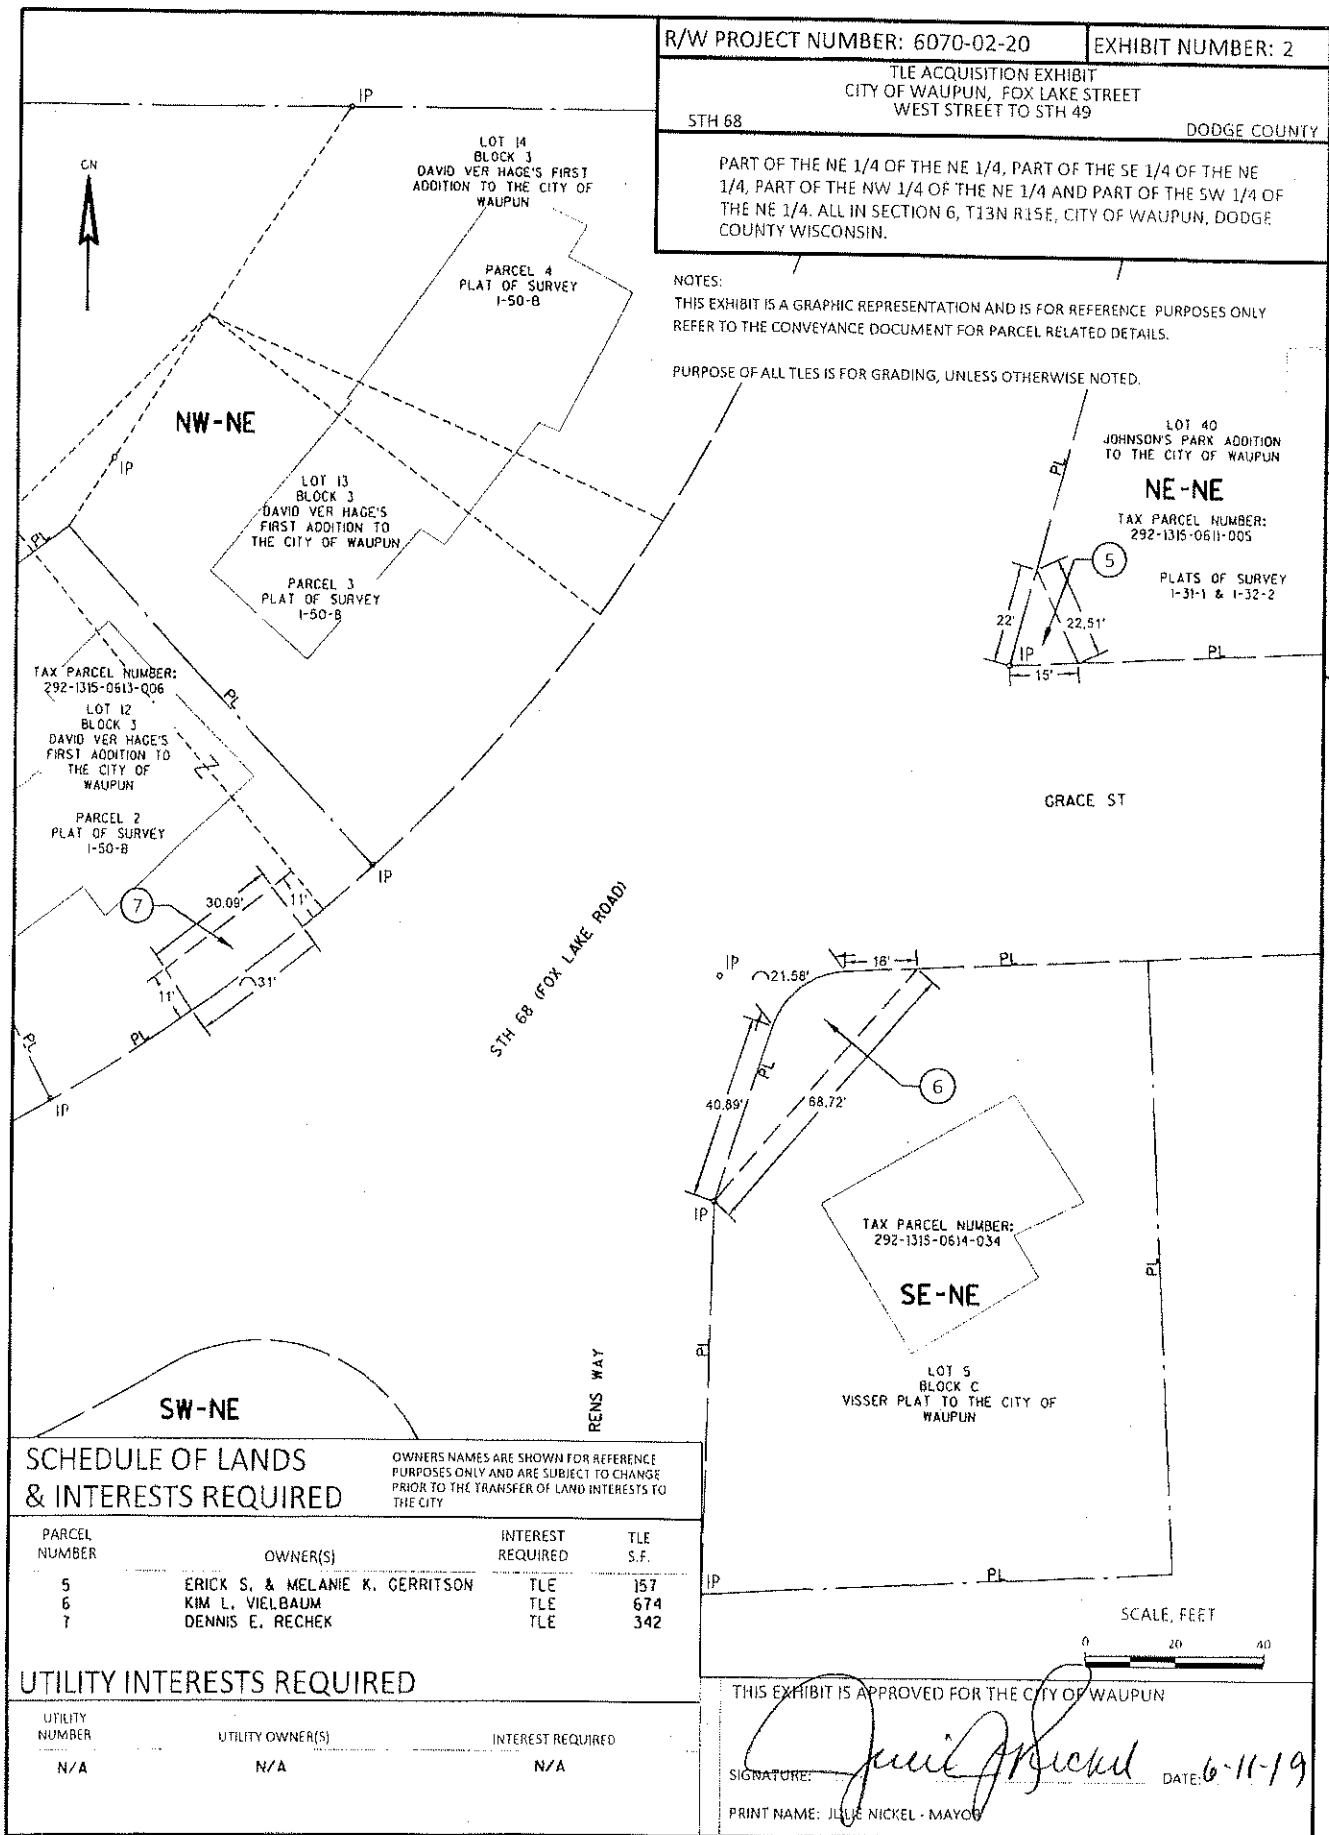 R/W PROJECT NUMBER: 6070-02-20
EXHIBIT NUMBER: 2
TLE ACQUISITION EXHIBIT
CITY OF WAUPUN, FOX LAKE STREET
WEST STREET TO STH 49
STH 68
DODGE COUNTY
PART OF THE NE 1/4 OF THE NE 1/4, PART OF THE SE 1/4 OF THE NE
1/4, PART OF THE NW 1/4 OF THE NE 1/4 AND PART OF THE SW 1/4 OF
THE NE 1/4. ALL IN SECTION 6, T13N R15E, CITY OF WAUPUN, DODGE
COUNTY WISCONSIN.
NOTES:
THIS EXHIBIT IS A GRAPHIC REPRESENTATION AND IS FOR REFERENCE PURPOSES ONLY
REFER TO THE CONVEYANCE DOCUMENT FOR PARCEL RELATED DETAILS.
PURPOSE OF ALL TLES IS FOR GRADING, UNLESS OTHERWISE NOTED.
IP
LOT 14
BLOCK 3
DAVID VER HAGE'S FIRST
ADDITION TO THE CITY OF
WAUPUN
PARCEL 4
PLAT OF SURVEY
1-50-B
NW-NE
IP
LOT 13
BLOCK 3
DAVID VER HAGE'S
FIRST ADDITION TO
THE CITY OF WAUPUN
PARCEL 3
PLAT OF SURVEY
1-50-B
PL
PL
LOT 40
JOHNSON'S PARK ADDITION
TO THE CITY OF WAUPUN
NE-NE
TAX PARCEL NUMBER:
292-1315-0611-005
PLATS OF SURVEY
1-31-1 & 1-32-2
5
22'
22.51'
IP
PL
15'
TAX PARCEL NUMBER:
292-1315-0613-006
LOT 12
BLOCK 3
DAVID VER HAGE'S
FIRST ADDITION TO
THE CITY OF
WAUPUN
PARCEL 2
PLAT OF SURVEY
1-50-B
PL
Z
GRACE ST
IP
7
30.09'
11'
11'
31'
PL
PL
IP
STH 68 (FOX LAKE ROAD)
IP
21.58'
16'
PL
PL
6
40.89'
68.72'
IP
TAX PARCEL NUMBER:
292-1315-0614-034
SE-NE
PL
PL
LOT 5
BLOCK C
VISSER PLAT TO THE CITY OF
WAUPUN
RENS WAY
SW-NE
IP
PL
SCHEDULE OF LANDS
& INTERESTS REQUIRED
OWNERS NAMES ARE SHOWN FOR REFERENCE
PURPOSES ONLY AND ARE SUBJECT TO CHANGE
PRIOR TO THE TRANSFER OF LAND INTERESTS TO
THE CITY
PARCEL NUMBER OWNER(S) INTEREST REQUIRED TLE S.F.
5 ERICK S. & MELANIE K. GERRITSON TLE 157
6 KIM L. VIELBAUM TLE 674
7 DENNIS E. RECHEK TLE 342
UTILITY INTERESTS REQUIRED
UTILITY NUMBER UTILITY OWNER(S) INTEREST REQUIRED
N/A N/A N/A
SCALE, FEET
0 20 40
THIS EXHIBIT IS APPROVED FOR THE CITY OF WAUPUN
SIGNATURE: Julie J Nickel DATE: 6-11-19
PRINT NAME: JULIE NICKEL - MAYOR